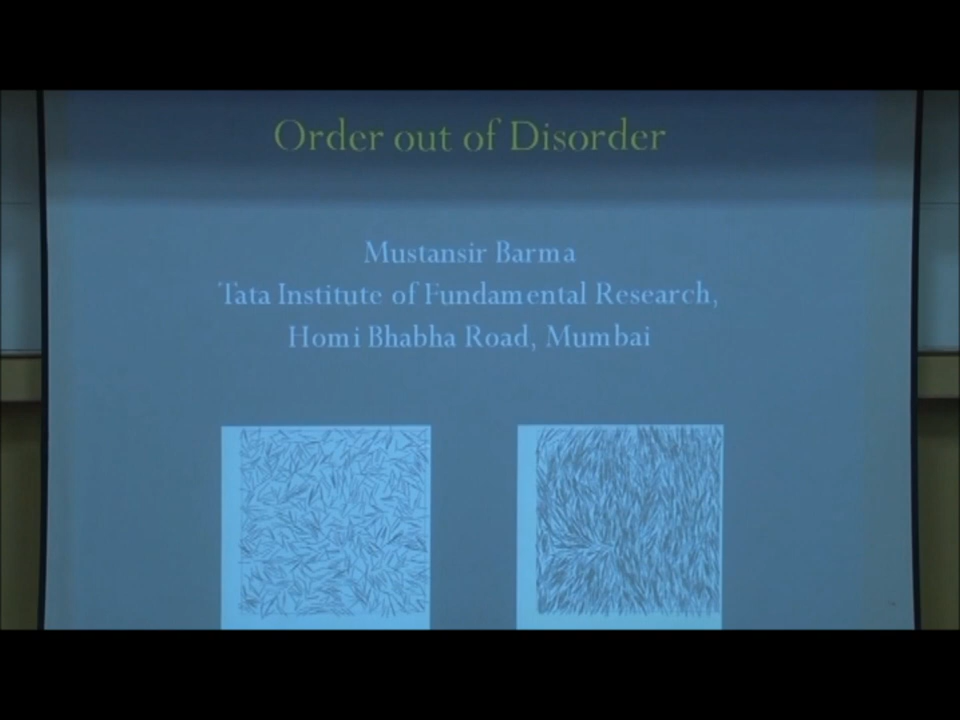 Order out of Disorder
Mustansir Barma
Tata Institute of Fundamental Research,
Homi Bhabha Road, Mumbai